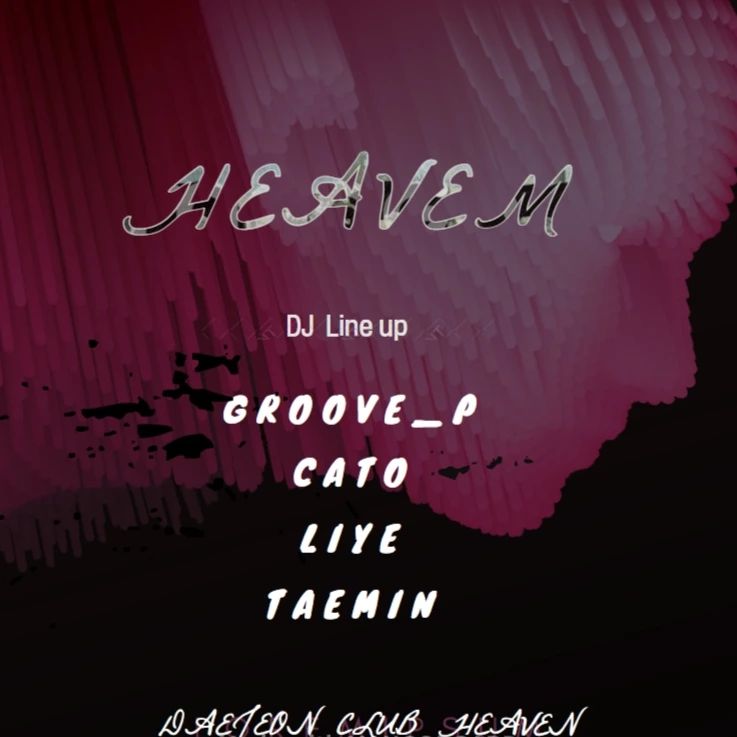 HEAVEM
DJ Line up
GROOVE_P
CATO
LIYE
TAEMIN
DAEJEON CLUB HEAVEN